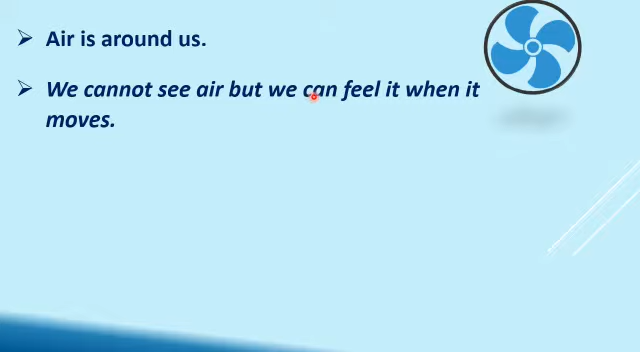 Air is around us.
We cannot see air but we can feel it when it
moves.